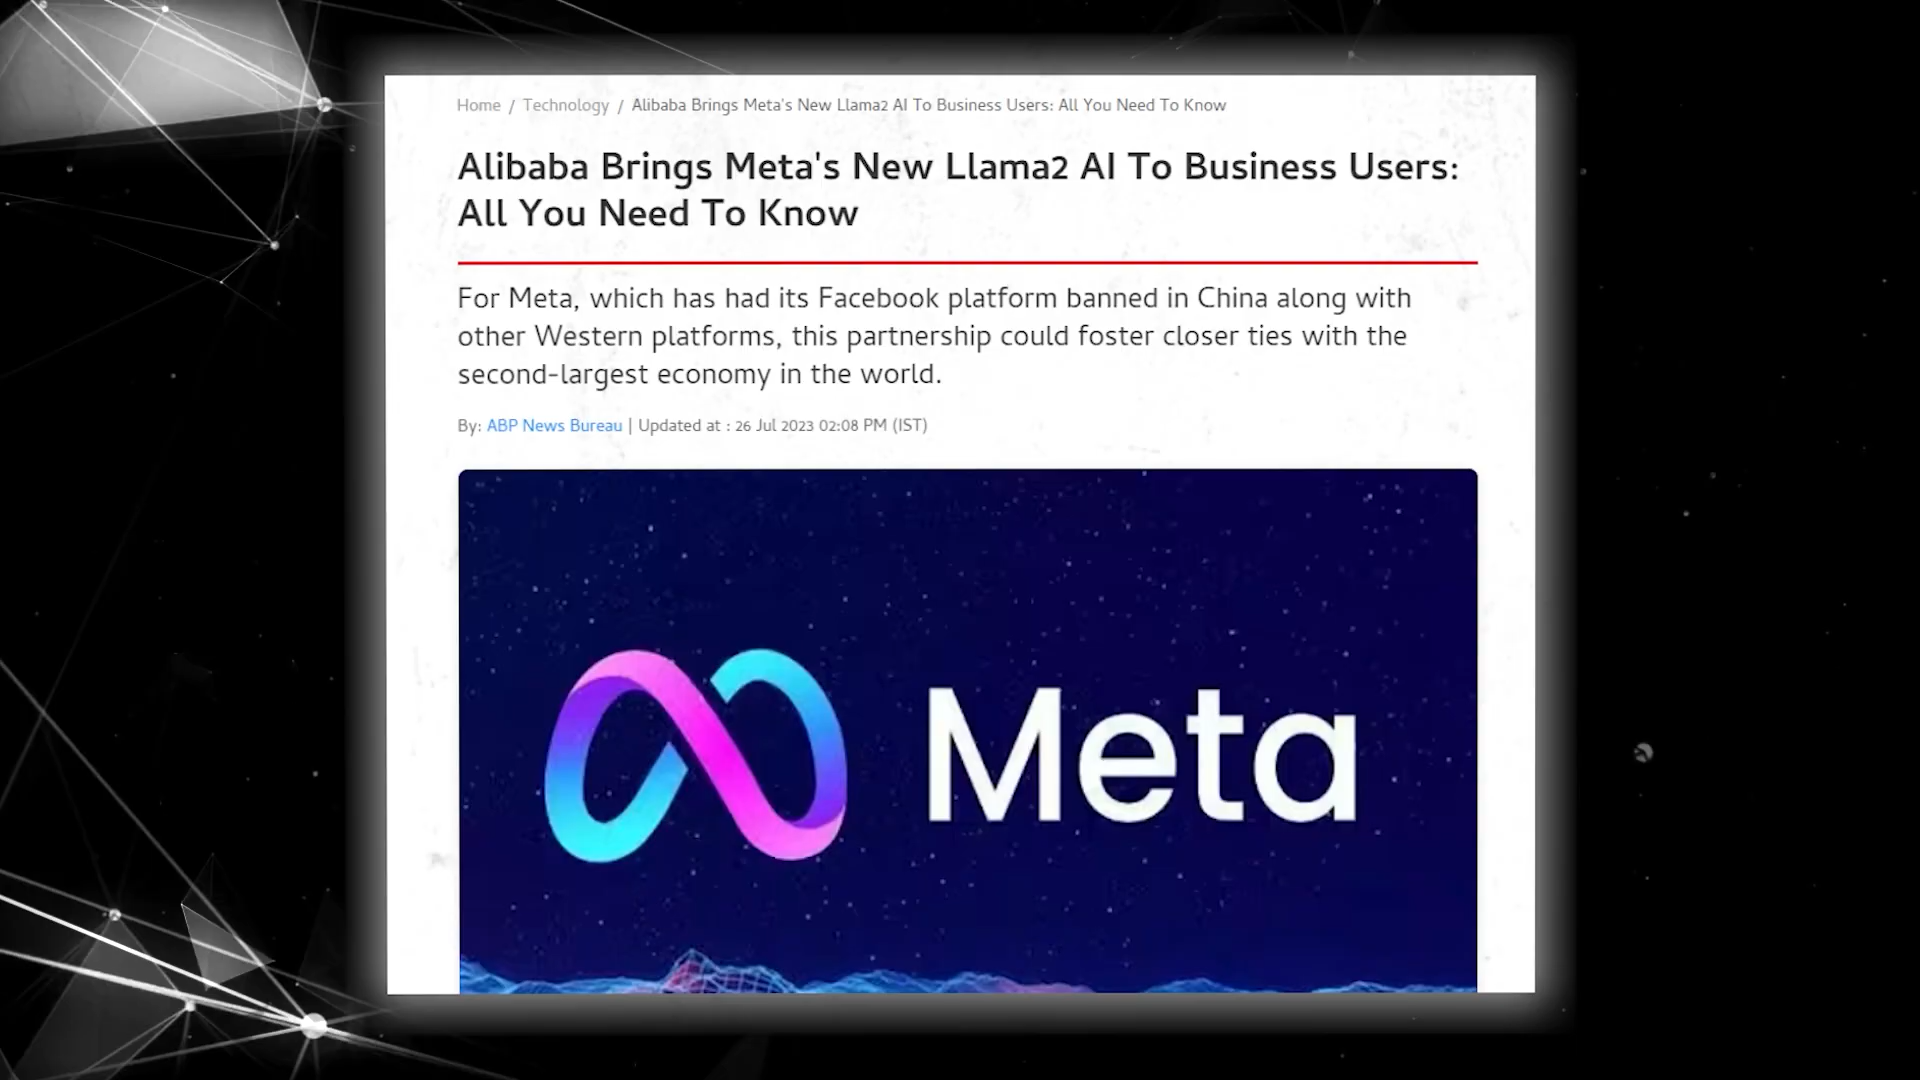 Home / Technology / Alibaba Brings Meta's New Llama2 AI To Business Users: All You Need To Know
Alibaba Brings Meta's New Llama2 AI To Business Users:
All You Need To Know
For Meta, which has had its Facebook platform banned in China along with
other Western platforms, this partnership could foster closer ties with the
second-largest economy in the world.
By: ABP News Bureau | Updated at : 26 Jul 2023 02:08 PM (IST)
Meta